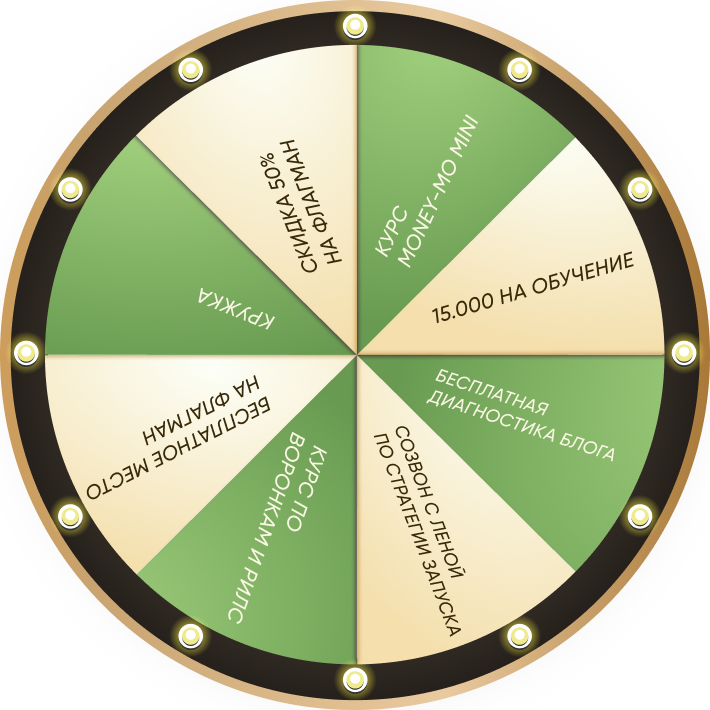 КУРС
MONEY-MO MINI
15.000 НА ОБУЧЕНИЕ
БЕСПЛАТНАЯ
ДИАГНОСТИКА БЛОГА
СОЗВОН С ЛЕНОЙ
ПО СТРАТЕГИИ ЗАПУСКА
КУРС ПО
ВОРОНКАМ И РИЛС
БЕСПЛАТНОЕ МЕСТО
НА ФЛАГМАН
КРУЖКА
СКИДКА 50%
НА ФЛАГМАН